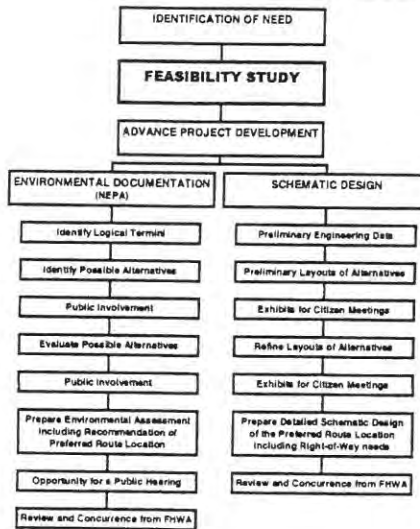 IDENTIFICATION OF NEED
FEASIBILITY STUDY
ADVANCE PROJECT DEVELOPMENT
ENVIRONMENTAL DOCUMENTATION
(NEPA)
Identify Logical Termini
Identify Possible Alternatives
Public Involvement
Evaluate Possible Alternatives
Public Involvement
Prepare Environmental Assessment
Including Recommendation of
Preferred Route Location
Opportunity for a Public Hearing
Review and Concurrence from FHWA
SCHEMATIC DESIGN
Preliminary Engineering Data
Preliminary Layouts of Alternatives
Exhibits for Citizen Meetings
Refine Layouts of Alternatives
Exhibits for Citizen Meetings
Prepare Detailed Schematic Design
of the Preferred Route Location
Including Right-of-Way needs
Review and Concurrence from FHWA